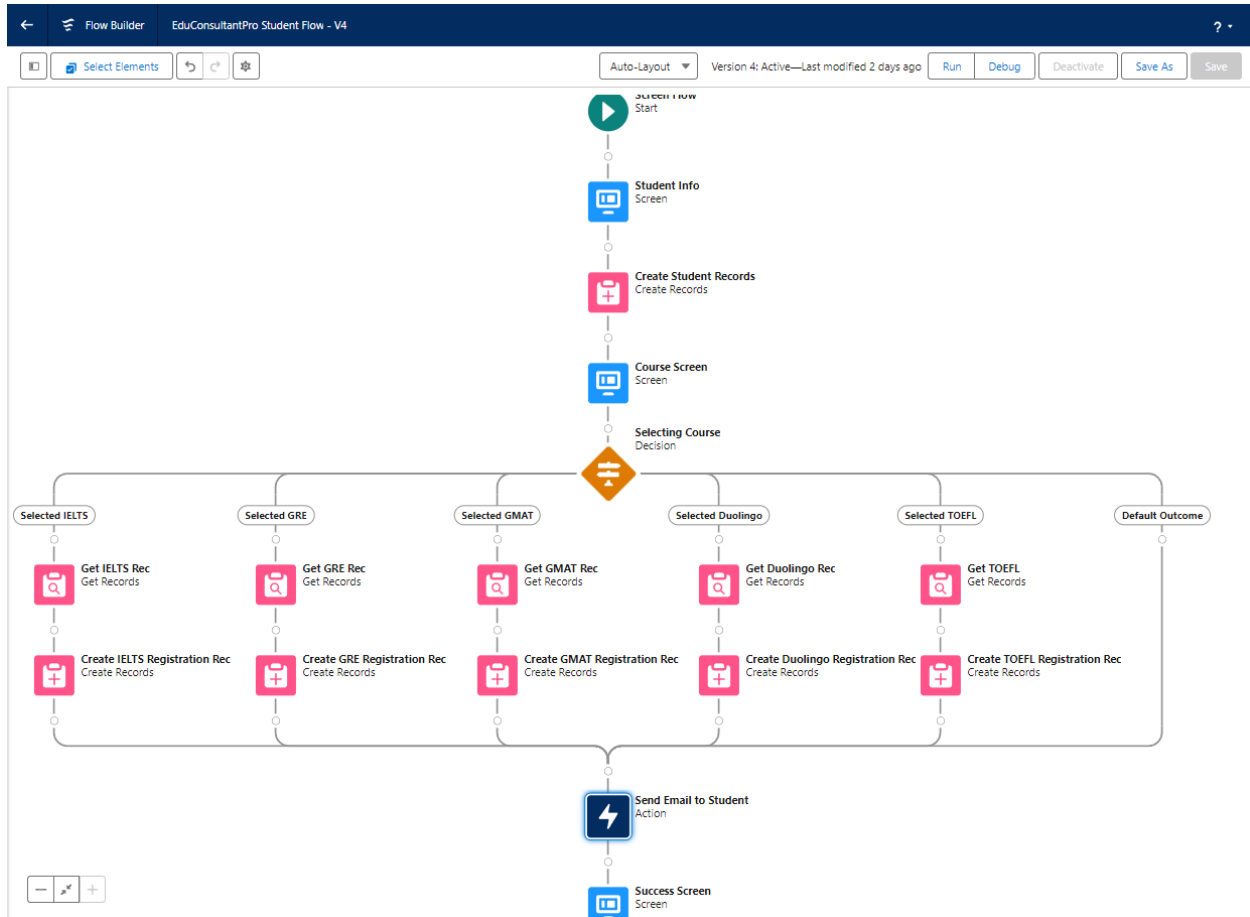 Flow Builder
EduConsultantPro Student Flow - V4
?
Select Elements
Auto-Layout
Version 4: Active—Last modified 2 days ago
Run
Debug
Deactivate
Save As
Save
Screen Flow
Start
Student Info
Screen
Create Student Records
Create Records
Course Screen
Screen
Selecting Course
Decision
Selected IELTS
Selected GRE
Selected GMAT
Selected Duolingo
Selected TOEFL
Default Outcome
Get IELTS Rec
Get Records
Get GRE Rec
Get Records
Get GMAT Rec
Get Records
Get Duolingo Rec
Get Records
Get TOEFL
Get Records
Create IELTS Registration Rec
Create Records
Create GRE Registration Rec
Create Records
Create GMAT Registration Rec
Create Records
Create Duolingo Registration Rec
Create Records
Create TOEFL Registration Rec
Create Records
Send Email to Student
Action
Success Screen
Screen